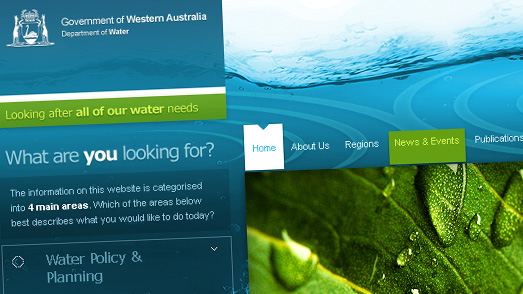 Government of Western Australia
Department of Water
Looking after all of our water needs
What are you looking for?
The information on this website is categorised
into 4 main areas. Which of the areas below
best describes what you would like to do today?
Water Policy &
Planning
Home
About Us
Regions
News & Events
Publications